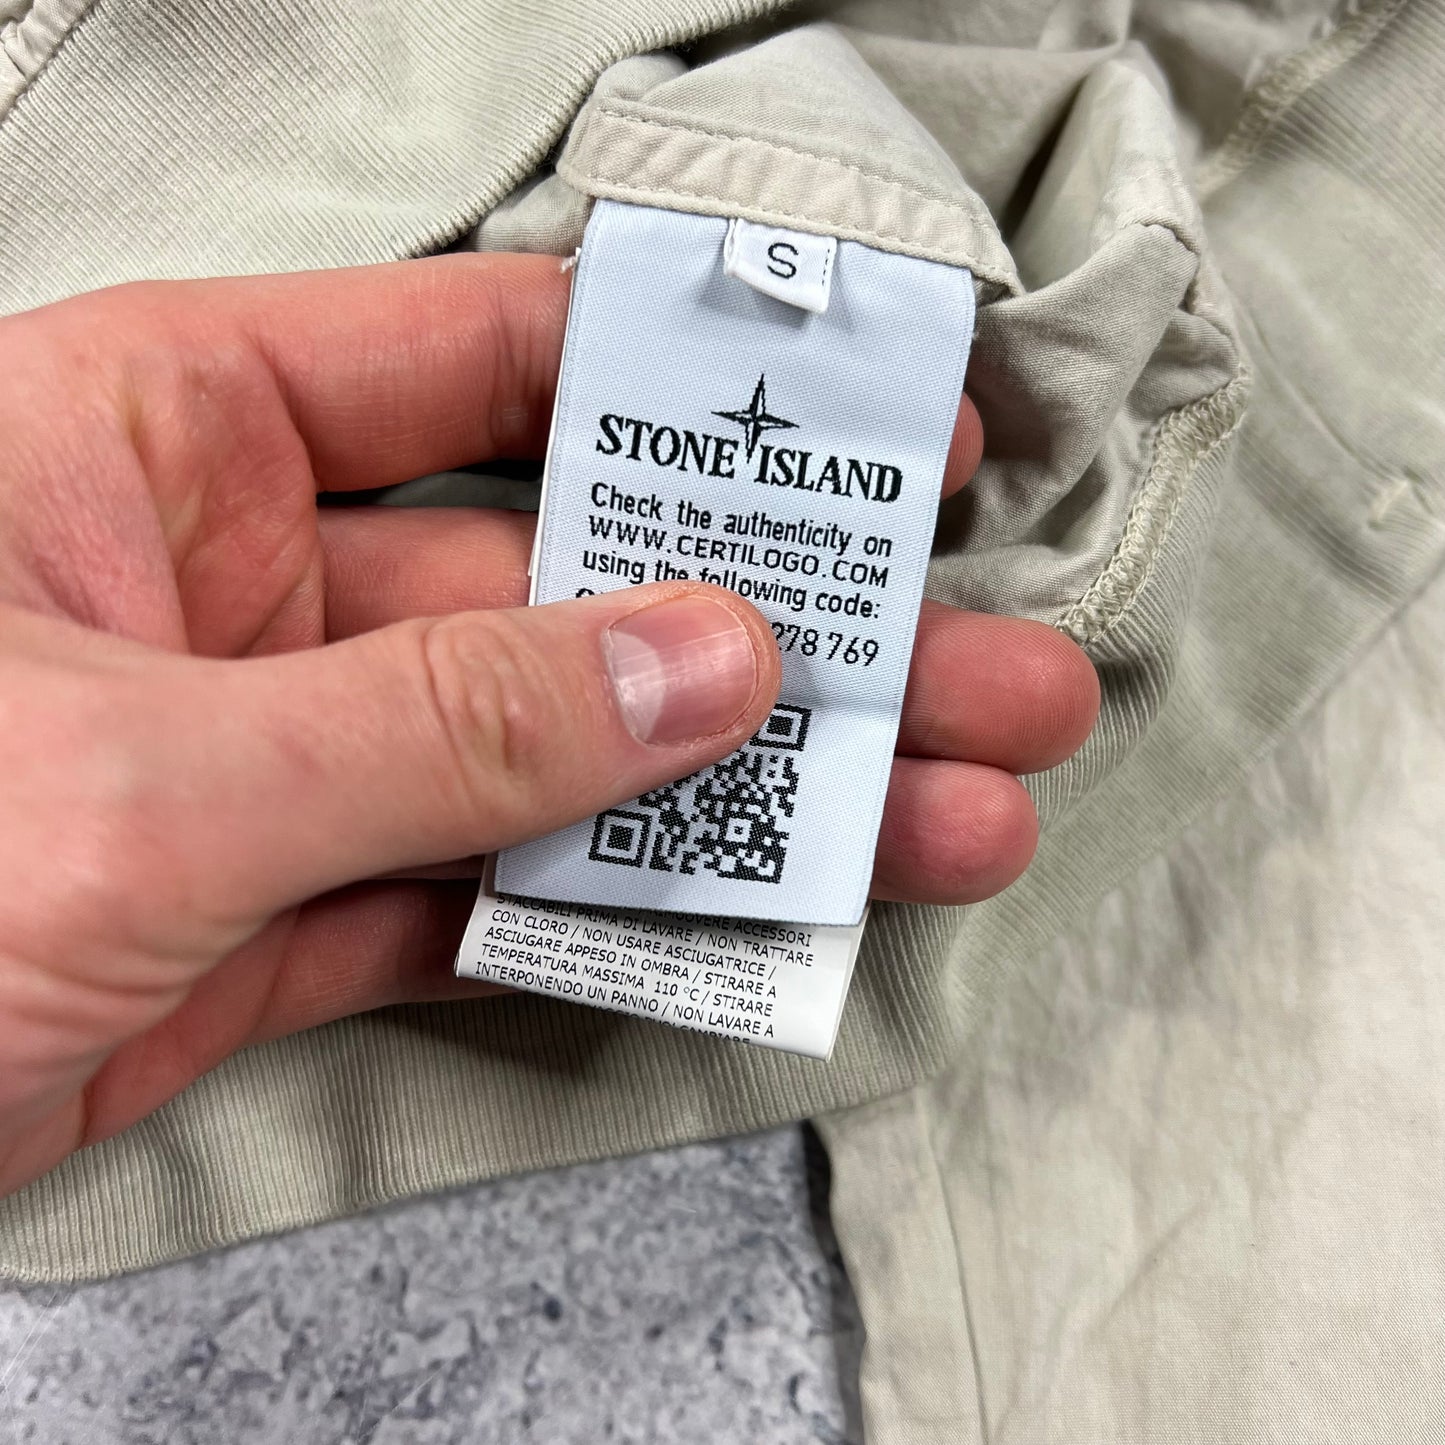 S
STONE ISLAND
Check the authenticity on
WWW.CERTILOGO.COM
using the following code:
278 769
STACCABILI PRIMA DI LAVARE / NON TRATTARE
CON CLORO / NON USARE ASCIUGATRICE /
ASCIUGARE APPESO IN OMBRA / STIRARE A
TEMPERATURA MASSIMA 110 °C / STIRARE
INTERPONENDO UN PANNO / NON LAVARE A